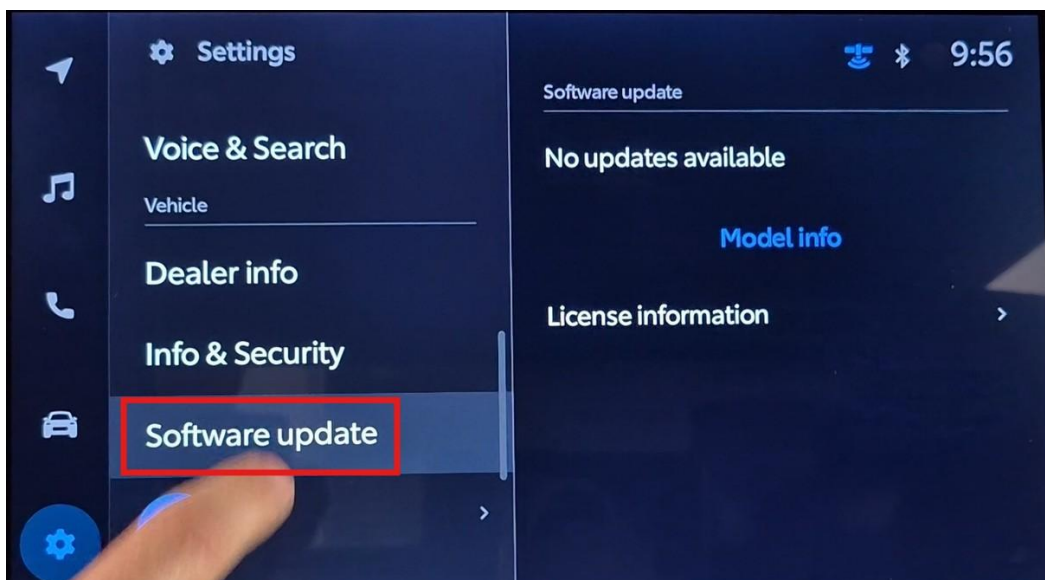 Settings
Voice & Search
Vehicle
Dealer info
Info & Security
Software update
9:56
Software update
No updates available
Model info
License information